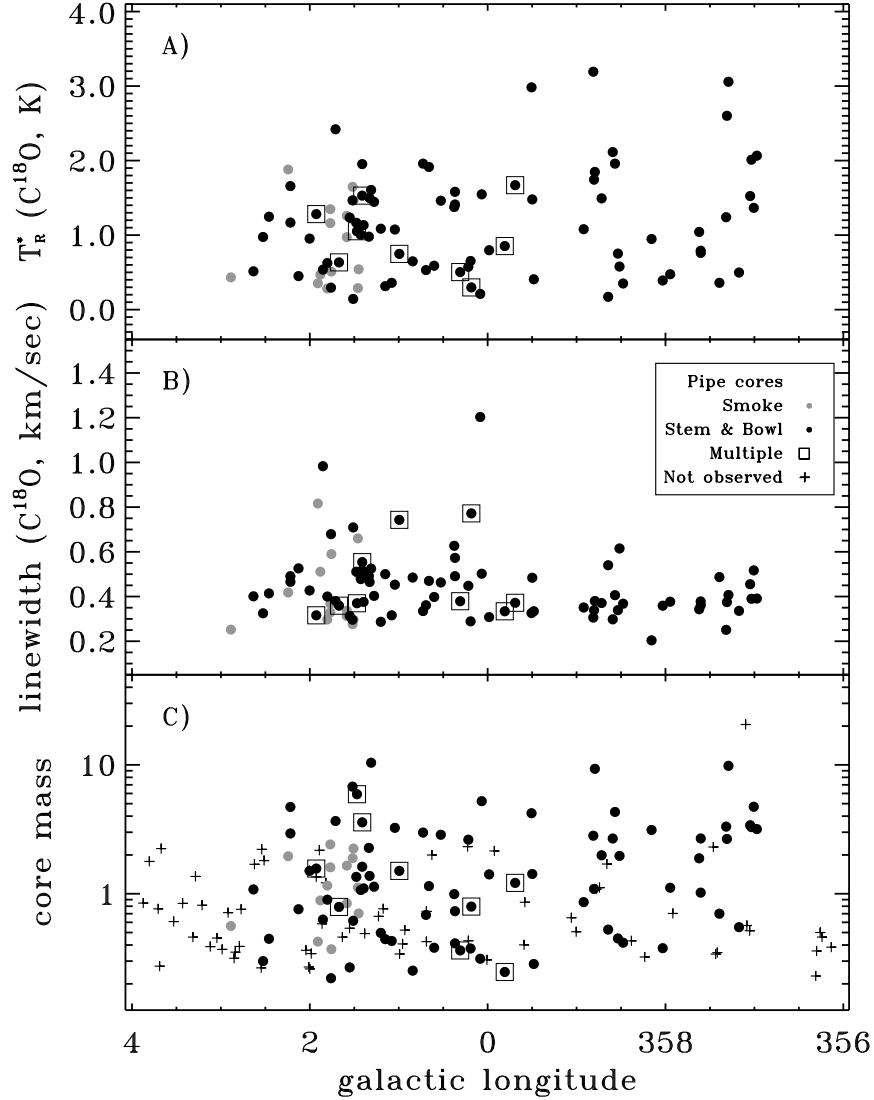 A)
4.0
3.0
2.0
1.0
0.0
T*R (C18O, K)
B)
1.4
1.2
1.0
0.8
0.6
0.4
0.2
linewidth (C18O, km/sec)
Pipe cores
Smoke
Stem & Bowl
Multiple
Not observed
C)
10
1
core mass
4 2 0 358 356
galactic longitude